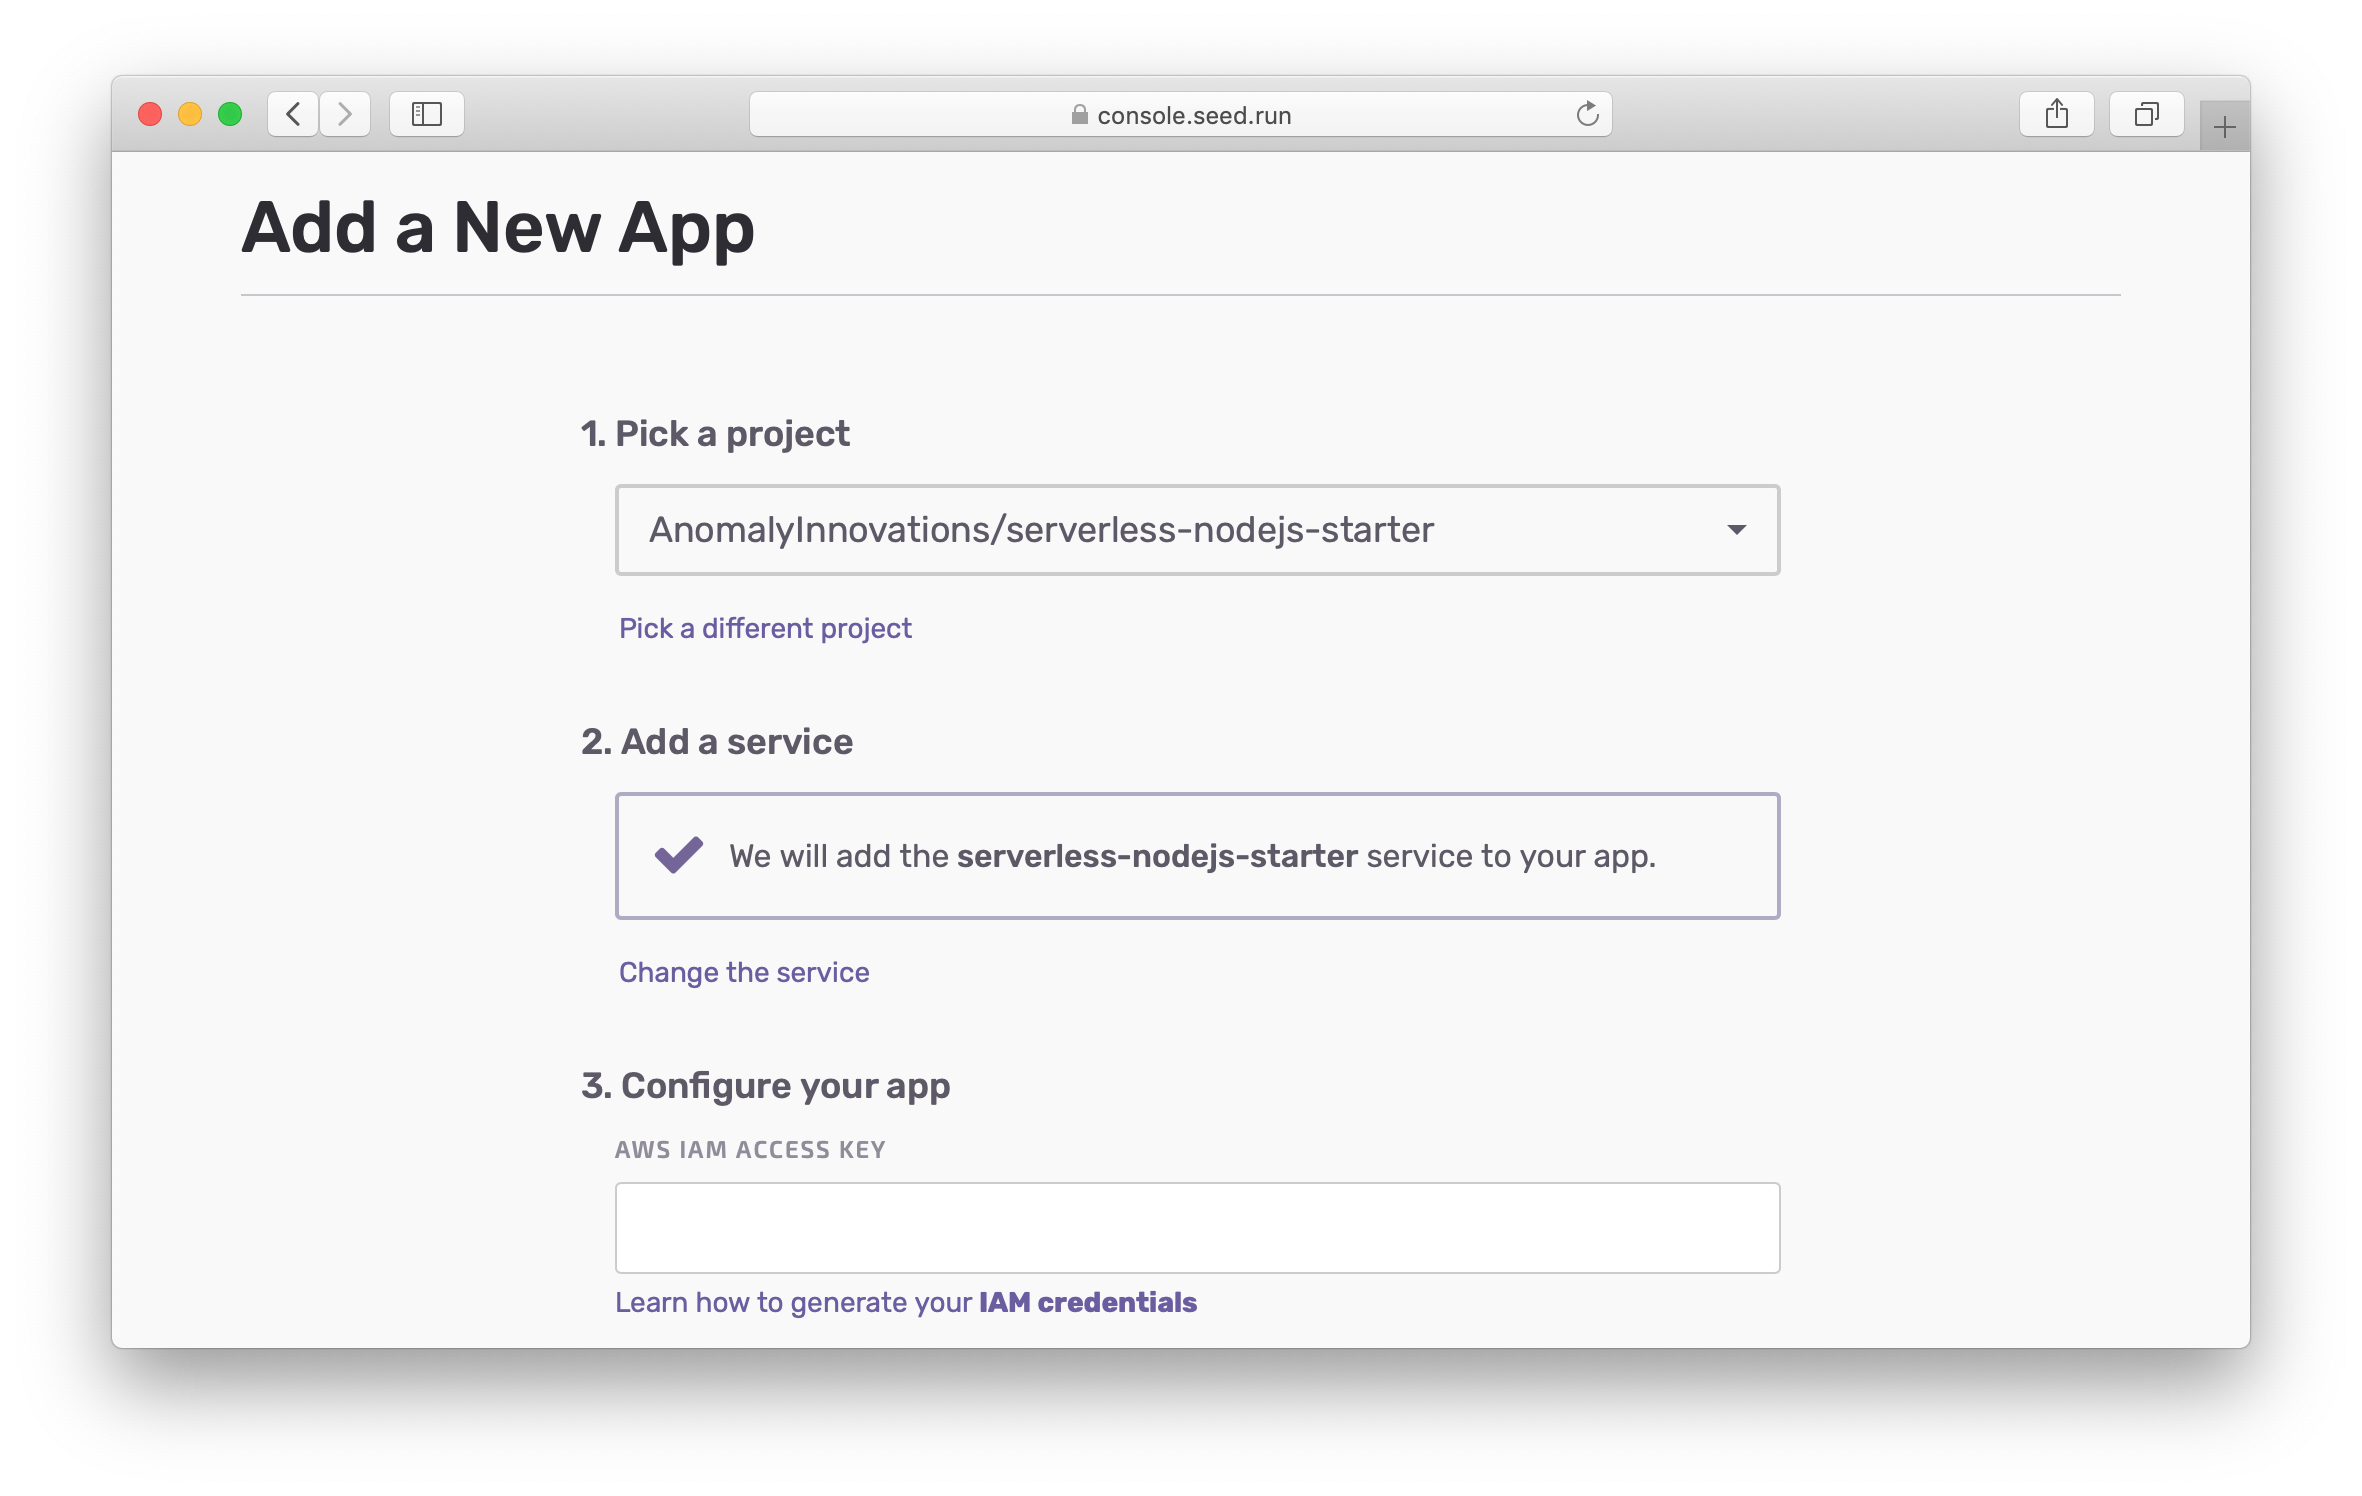 console.seed.run
Add a New App
1. Pick a project
AnomalyInnovations/serverless-nodejs-starter
Pick a different project
2. Add a service
We will add the serverless-nodejs-starter service to your app.
Change the service
3. Configure your app
AWS IAM ACCESS KEY
Learn how to generate your IAM credentials